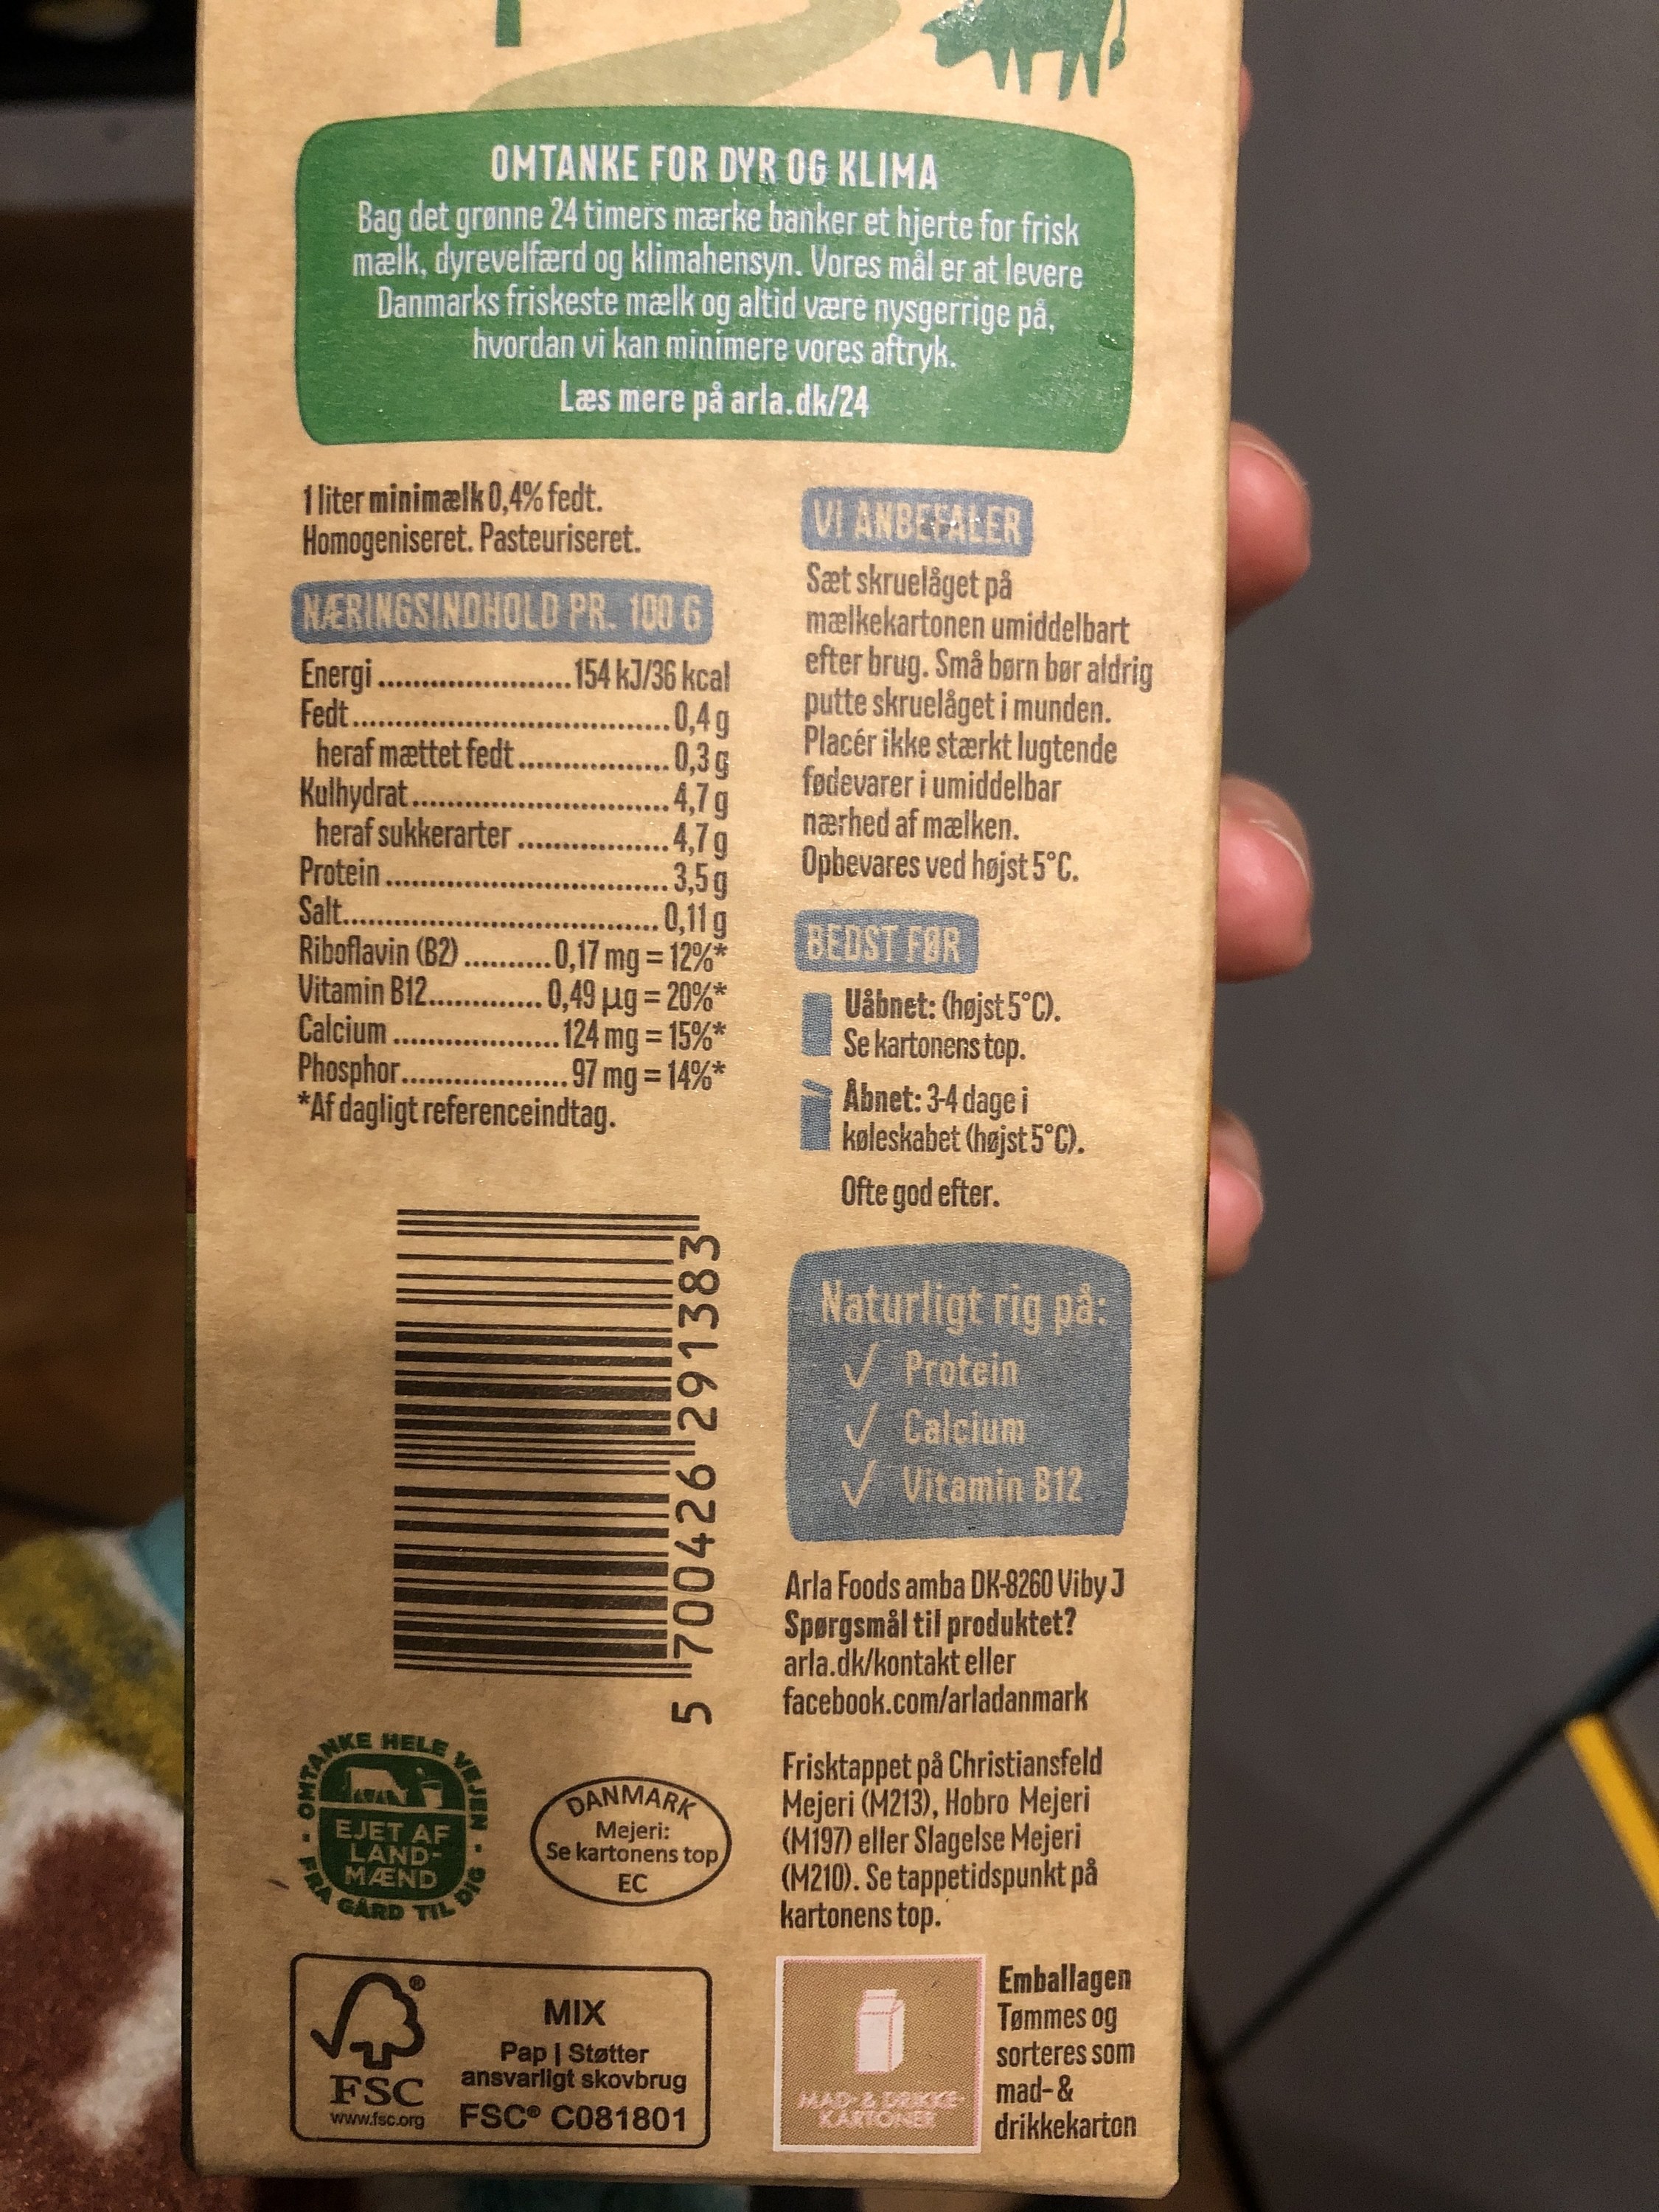 OMTANKE FOR DYR OG KLIMA
Bag det grønne 24 timers mærke banker et hjerte for frisk
mælk, dyrevelfærd og klimahensyn. Vores mål er at levere
Danmarks friskeste mælk og altid være nysgerrige på,
hvordan vi kan minimere vores aftryk.
Læs mere på arla.dk/24
1 liter minimælk 0,4% fedt.
Homogeniseret. Pasteuriseret.
NÆRINGSINDHOLD PR. 100 G
Energi ...................... 154 kJ/36 kcal
Fedt .................................... 0,4 g
heraf mættet fedt ................. 0,3 g
Kulhydrat ............................. 4,7 g
heraf sukkerarter ................. 4,7 g
Protein ................................ 3,5 g
Salt.................................... 0,11 g
Riboflavin (B2) .......... 0,17 mg = 12%*
Vitamin B12............. 0,49 µg = 20%*
Calcium ................... 124 mg = 15%*
Phosphor................... 97 mg = 14%*
*Af dagligt referenceindtag.
VI ANBEFALER
Sæt skruelåget på
mælkekartonen umiddelbart
efter brug. Små børn bør aldrig
putte skruelåget i munden.
Placér ikke stærkt lugtende
fødevarer i umiddelbar
nærhed af mælken.
Opbevares ved højst 5°C.
BEDST FØR
Uåbnet: (højst 5°C).
Se kartonens top.
Åbnet: 3-4 dage i
køleskabet (højst 5°C).
Ofte god efter.
Naturligt rig på:
✓ Protein
✓ Calcium
✓ Vitamin B12
5 700426 291383
Arla Foods amba DK-8260 Viby J
Spørgsmål til produktet?
arla.dk/kontakt eller
facebook.com/arladanmark
Frisktappet på Christiansfeld
Mejeri (M213), Hobro Mejeri
(M197) eller Slagelse Mejeri
(M210). Se tappetidspunkt på
kartonens top.
OMTANKE HELE VEJEN
EJET AF
LAND-
MÆND
FRA GÅRD TIL DIG
DANMARK
Mejeri:
Se kartonens top
EC
FSC
www.fsc.org
MIX
Pap | Støtter
ansvarligt skovbrug
FSC® C081801
MAD- & DRIKKE-
KARTONER
Emballagen
Tømmes og
sorteres som
mad- &
drikkekarton